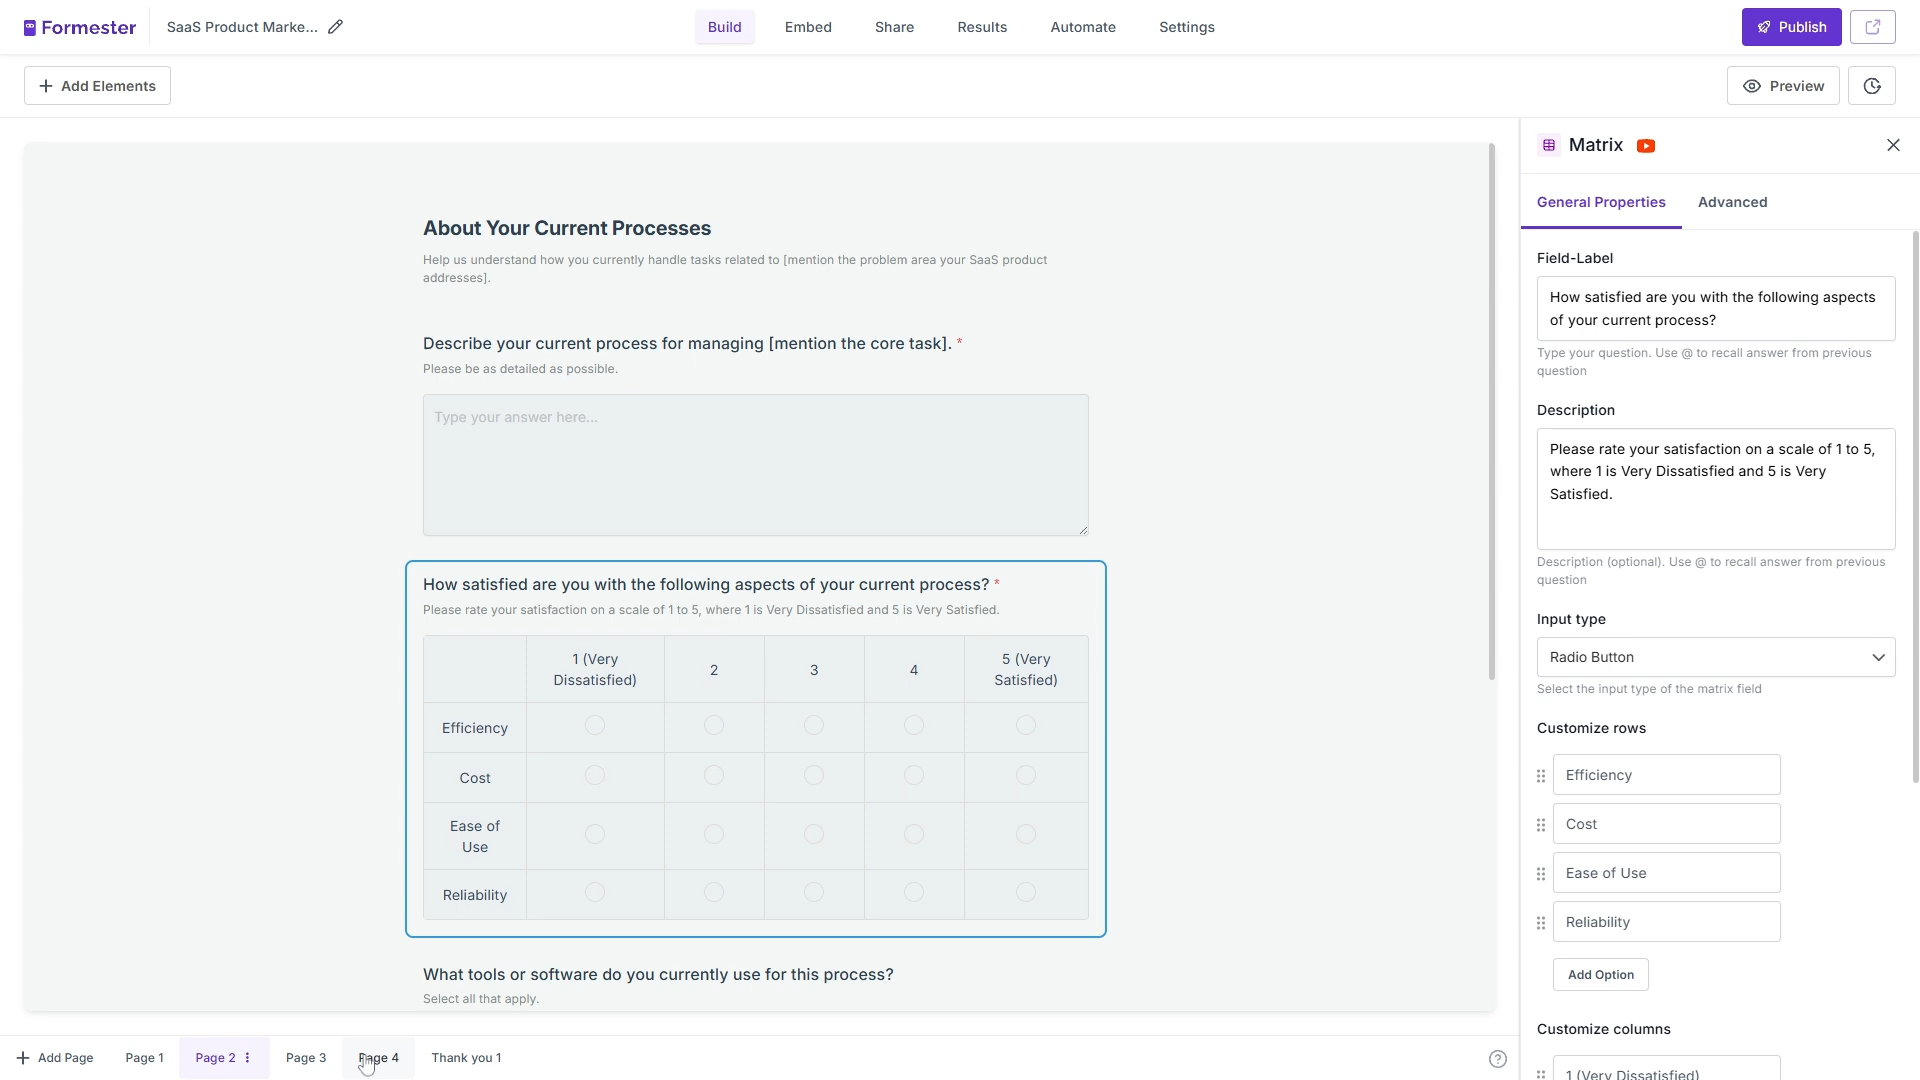 Formester
SaaS Product Marke...
Build
Embed
Share
Results
Automate
Settings
Publish
Add Elements
Preview
About Your Current Processes
Help us understand how you currently handle tasks related to [mention the problem area your SaaS product
addresses].
Describe your current process for managing [mention the core task]. *
Please be as detailed as possible.
Type your answer here...
How satisfied are you with the following aspects of your current process? *
Please rate your satisfaction on a scale of 1 to 5, where 1 is Very Dissatisfied and 5 is Very Satisfied.
1 (Very
Dissatisfied)
2
3
4
5 (Very
Satisfied)
Efficiency
Cost
Ease of
Use
Reliability
What tools or software do you currently use for this process?
Select all that apply.
Add Page
Page 1
Page 2
Page 3
Page 4
Thank you 1
Matrix
General Properties
Advanced
Field-Label
How satisfied are you with the following aspects
of your current process?
Type your question. Use @ to recall answer from previous
question
Description
Please rate your satisfaction on a scale of 1 to 5,
where 1 is Very Dissatisfied and 5 is Very
Satisfied.
Description (optional). Use @ to recall answer from previous
question
Input type
Radio Button
Select the input type of the matrix field
Customize rows
Efficiency
Cost
Ease of Use
Reliability
Add Option
Customize columns
1 (Very Dissatisfied)